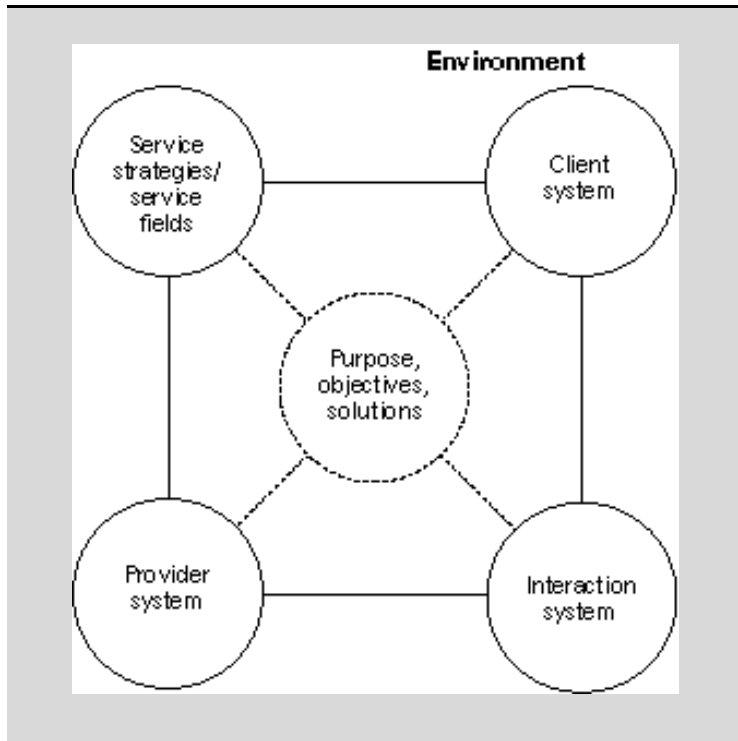 Environment
Service
strategies/
service
fields
Client
system
Purpose,
objectives,
solutions
Provider
system
Interaction
system